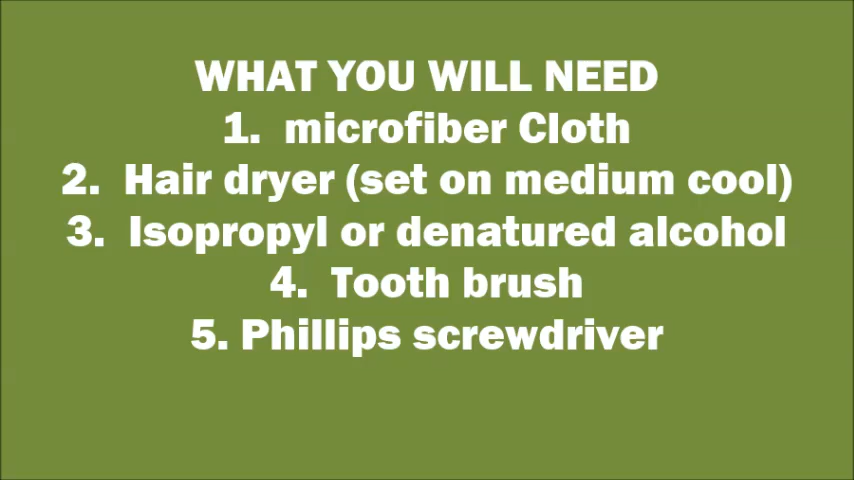 WHAT YOU WILL NEED
1. microfiber Cloth
2. Hair dryer (set on medium cool)
3. Isopropyl or denatured alcohol
4. Tooth brush
5. Phillips screwdriver